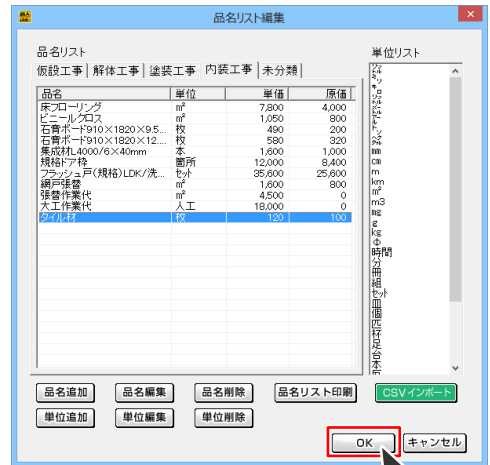 品名リスト編集
品名リスト
単位リスト
仮設工事 解体工事 塗装工事 内装工事 未分類
品名 単位 単価 原価
床フローリング ㎡ 7,800 4,000
ビニールクロス ㎡ 1,050 800
石膏ボード910×1820×9.5... 枚 490 200
石膏ボード910×1820×12.... 枚 580 320
集成材L4000/6×40mm 本 1,600 1,000
規格ドア枠 箇所 12,000 8,400
フラッシュ戸(規格)LDK/洗... セット 35,600 25,600
網戸張替 ㎡ 1,600 800
張替作業代 ㎡ 4,500 0
大工作業代 人工 18,000 0
タイル材 枚 120 100
mm
cm
m
km
㎡
m3
mg
g
kg
Φ
時間
分
冊
組
セット
皿
個
匹
杯
足
台
本
品名追加 品名編集 品名削除 品名リスト印刷 CSVインポート
単位追加 単位編集 単位削除
OK キャンセル